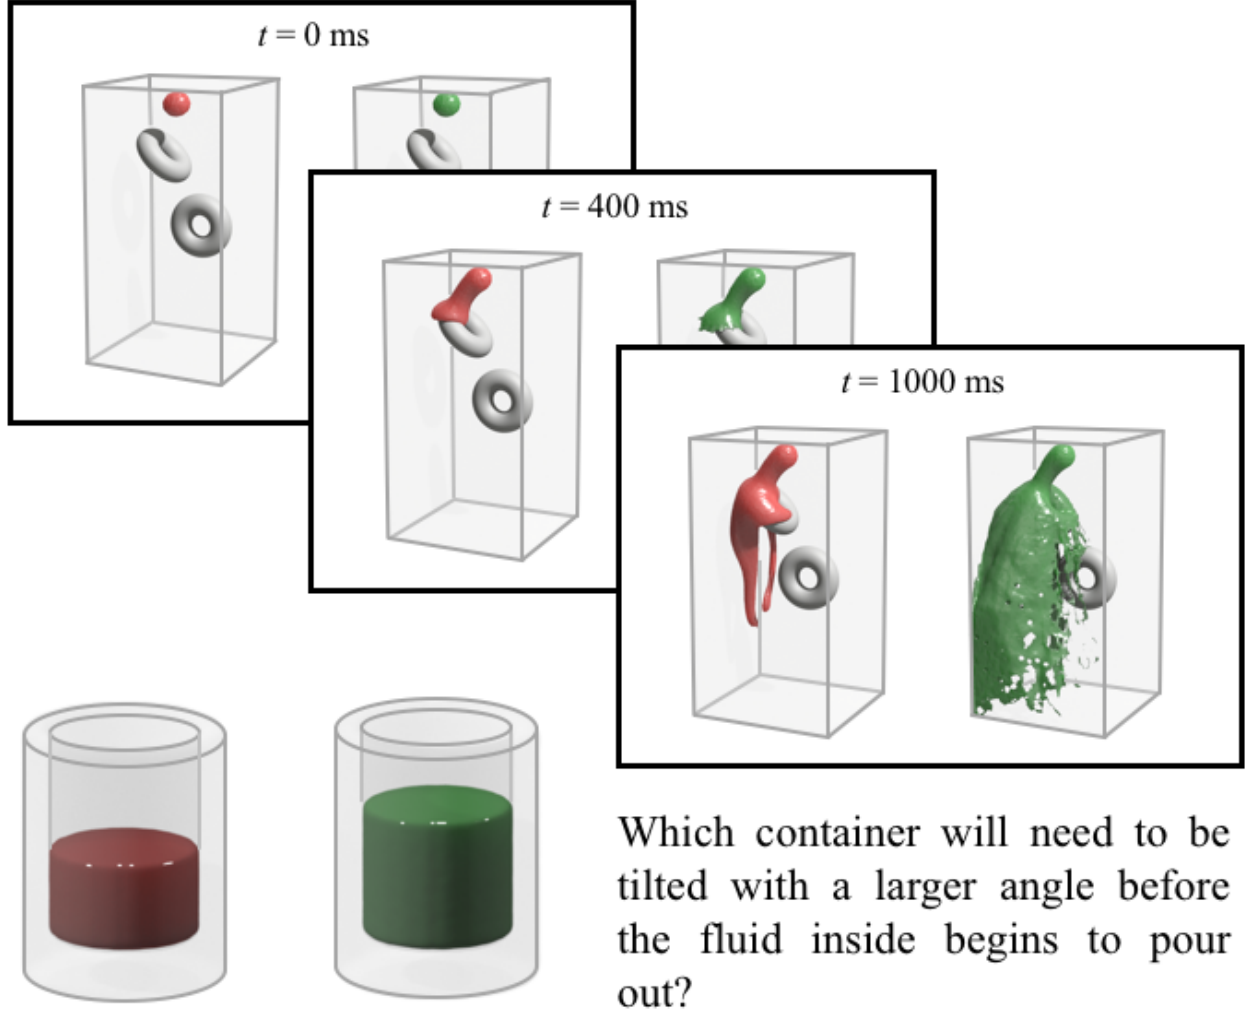 t = 0 ms
t = 400 ms
t = 1000 ms
Which container will need to be
tilted with a larger angle before
the fluid inside begins to pour
out?